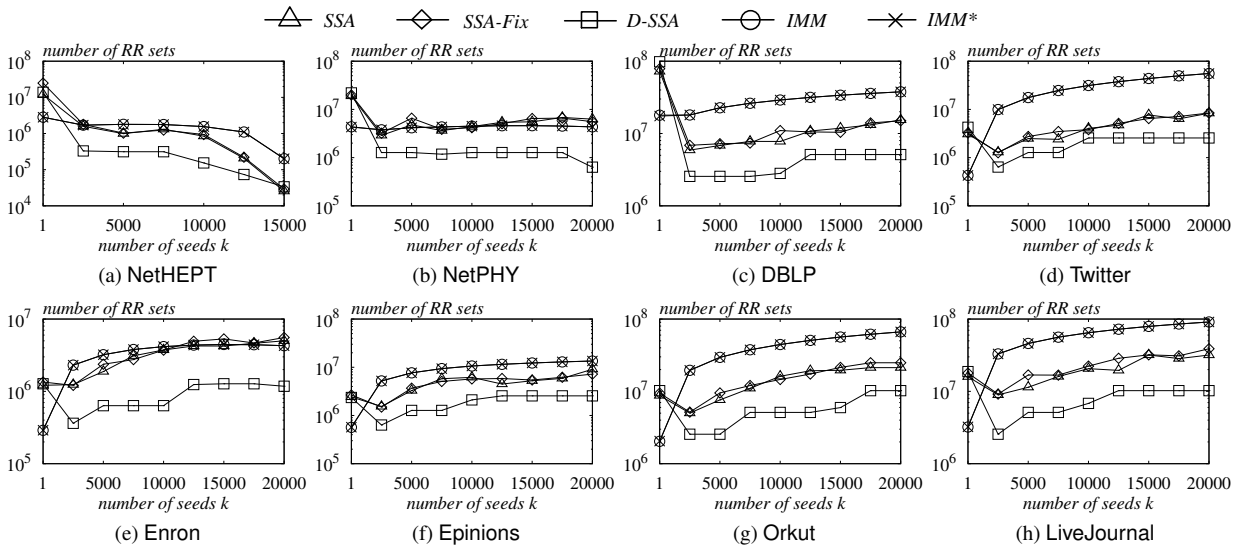 SSA SSA-Fix D-SSA IMM IMM*
number of RR sets
10^8
10^7
10^6
10^5
10^4
1 5000 10000 15000
number of seeds k
(a) NetHEPT
number of RR sets
10^8
10^7
10^6
10^5
1 5000 10000 15000 20000
number of seeds k
(b) NetPHY
number of RR sets
10^8
10^7
10^6
1 5000 10000 15000 20000
number of seeds k
(c) DBLP
number of RR sets
10^8
10^7
10^6
10^5
1 5000 10000 15000 20000
number of seeds k
(d) Twitter
number of RR sets
10^7
10^6
10^5
1 5000 10000 15000 20000
number of seeds k
(e) Enron
number of RR sets
10^8
10^7
10^6
10^5
1 5000 10000 15000 20000
number of seeds k
(f) Epinions
number of RR sets
10^8
10^7
10^6
1 5000 10000 15000 20000
number of seeds k
(g) Orkut
number of RR sets
10^8
10^7
10^6
1 5000 10000 15000 20000
number of seeds k
(h) LiveJournal